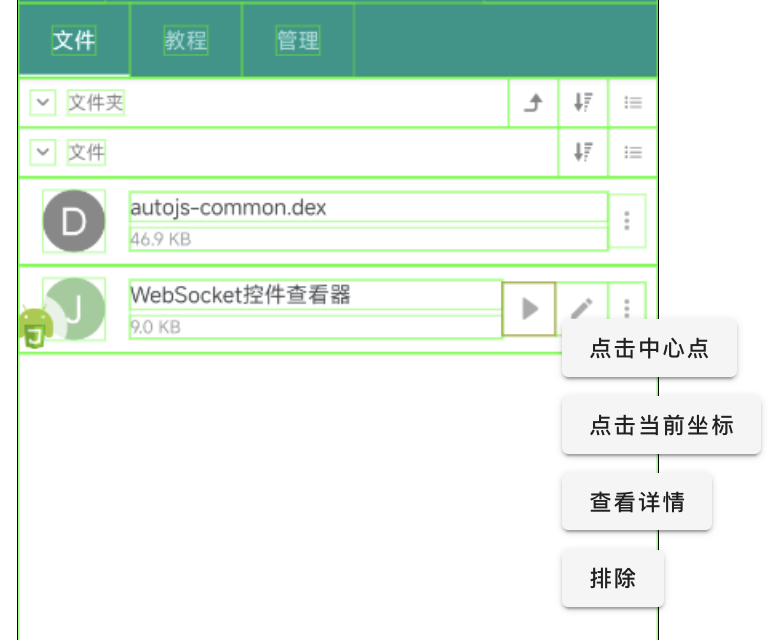 文件 教程 管理
文件夹
文件
D autojs-common.dex
46.9 KB
J WebSocket控件查看器
9.0 KB
点击中心点
点击当前坐标
查看详情
排除